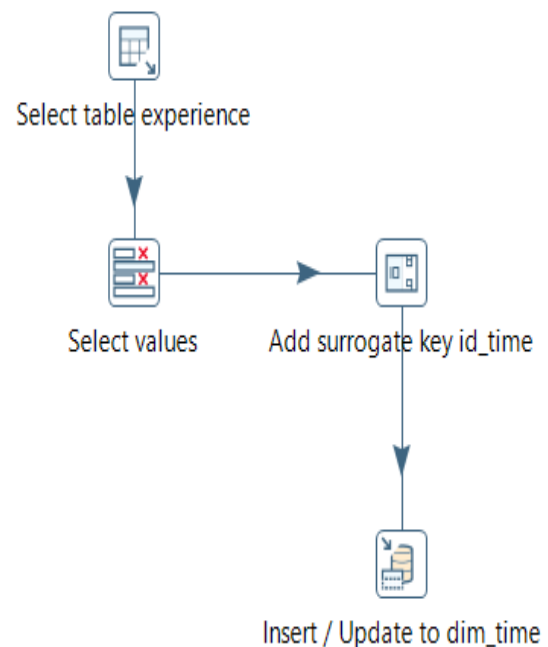 Select table experience
Select values
Add surrogate key id_time
Insert / Update to dim_time